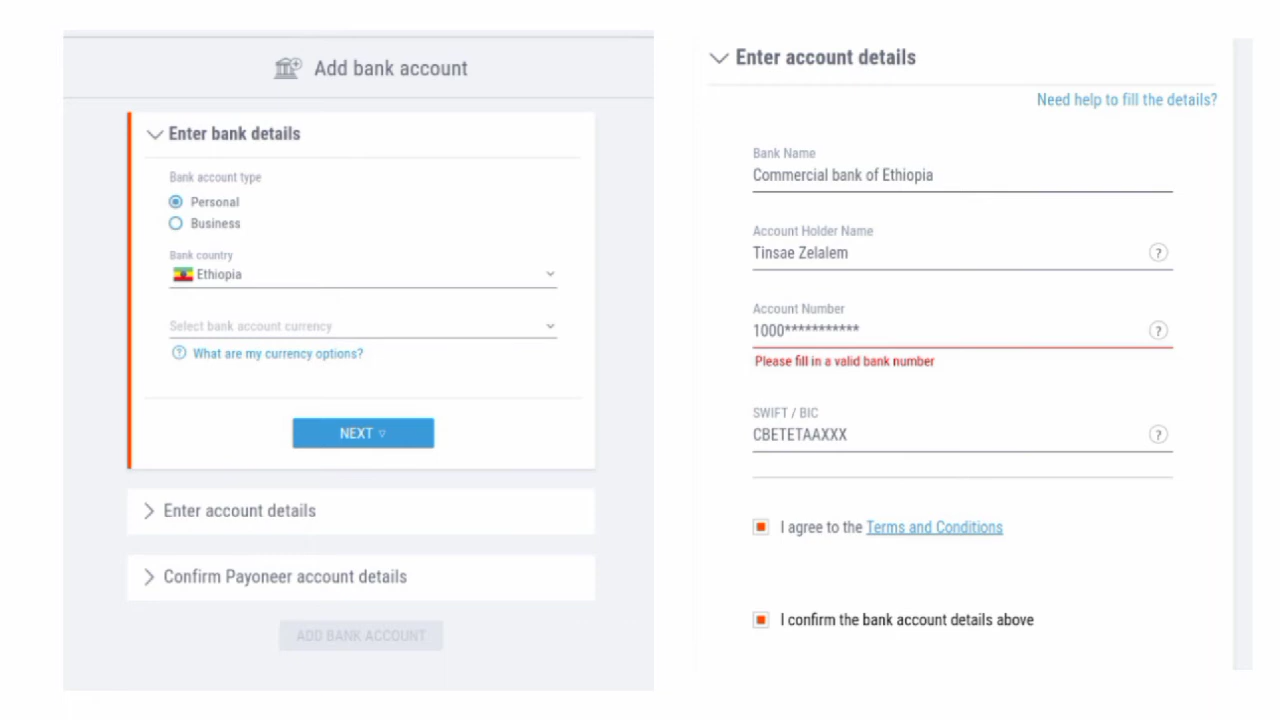 Add bank account
Enter bank details
Bank account type
Personal
Business
Bank country
Ethiopia
Select bank account currency
What are my currency options?
NEXT
Enter account details
Confirm Payoneer account details
ADD BANK ACCOUNT
Enter account details
Need help to fill the details?
Bank Name
Commercial bank of Ethiopia
Account Holder Name
Tinsae Zelalem
?
Account Number
1000***********
?
Please fill in a valid bank number
SWIFT / BIC
CBETETAAXXX
?
I agree to the Terms and Conditions
I confirm the bank account details above